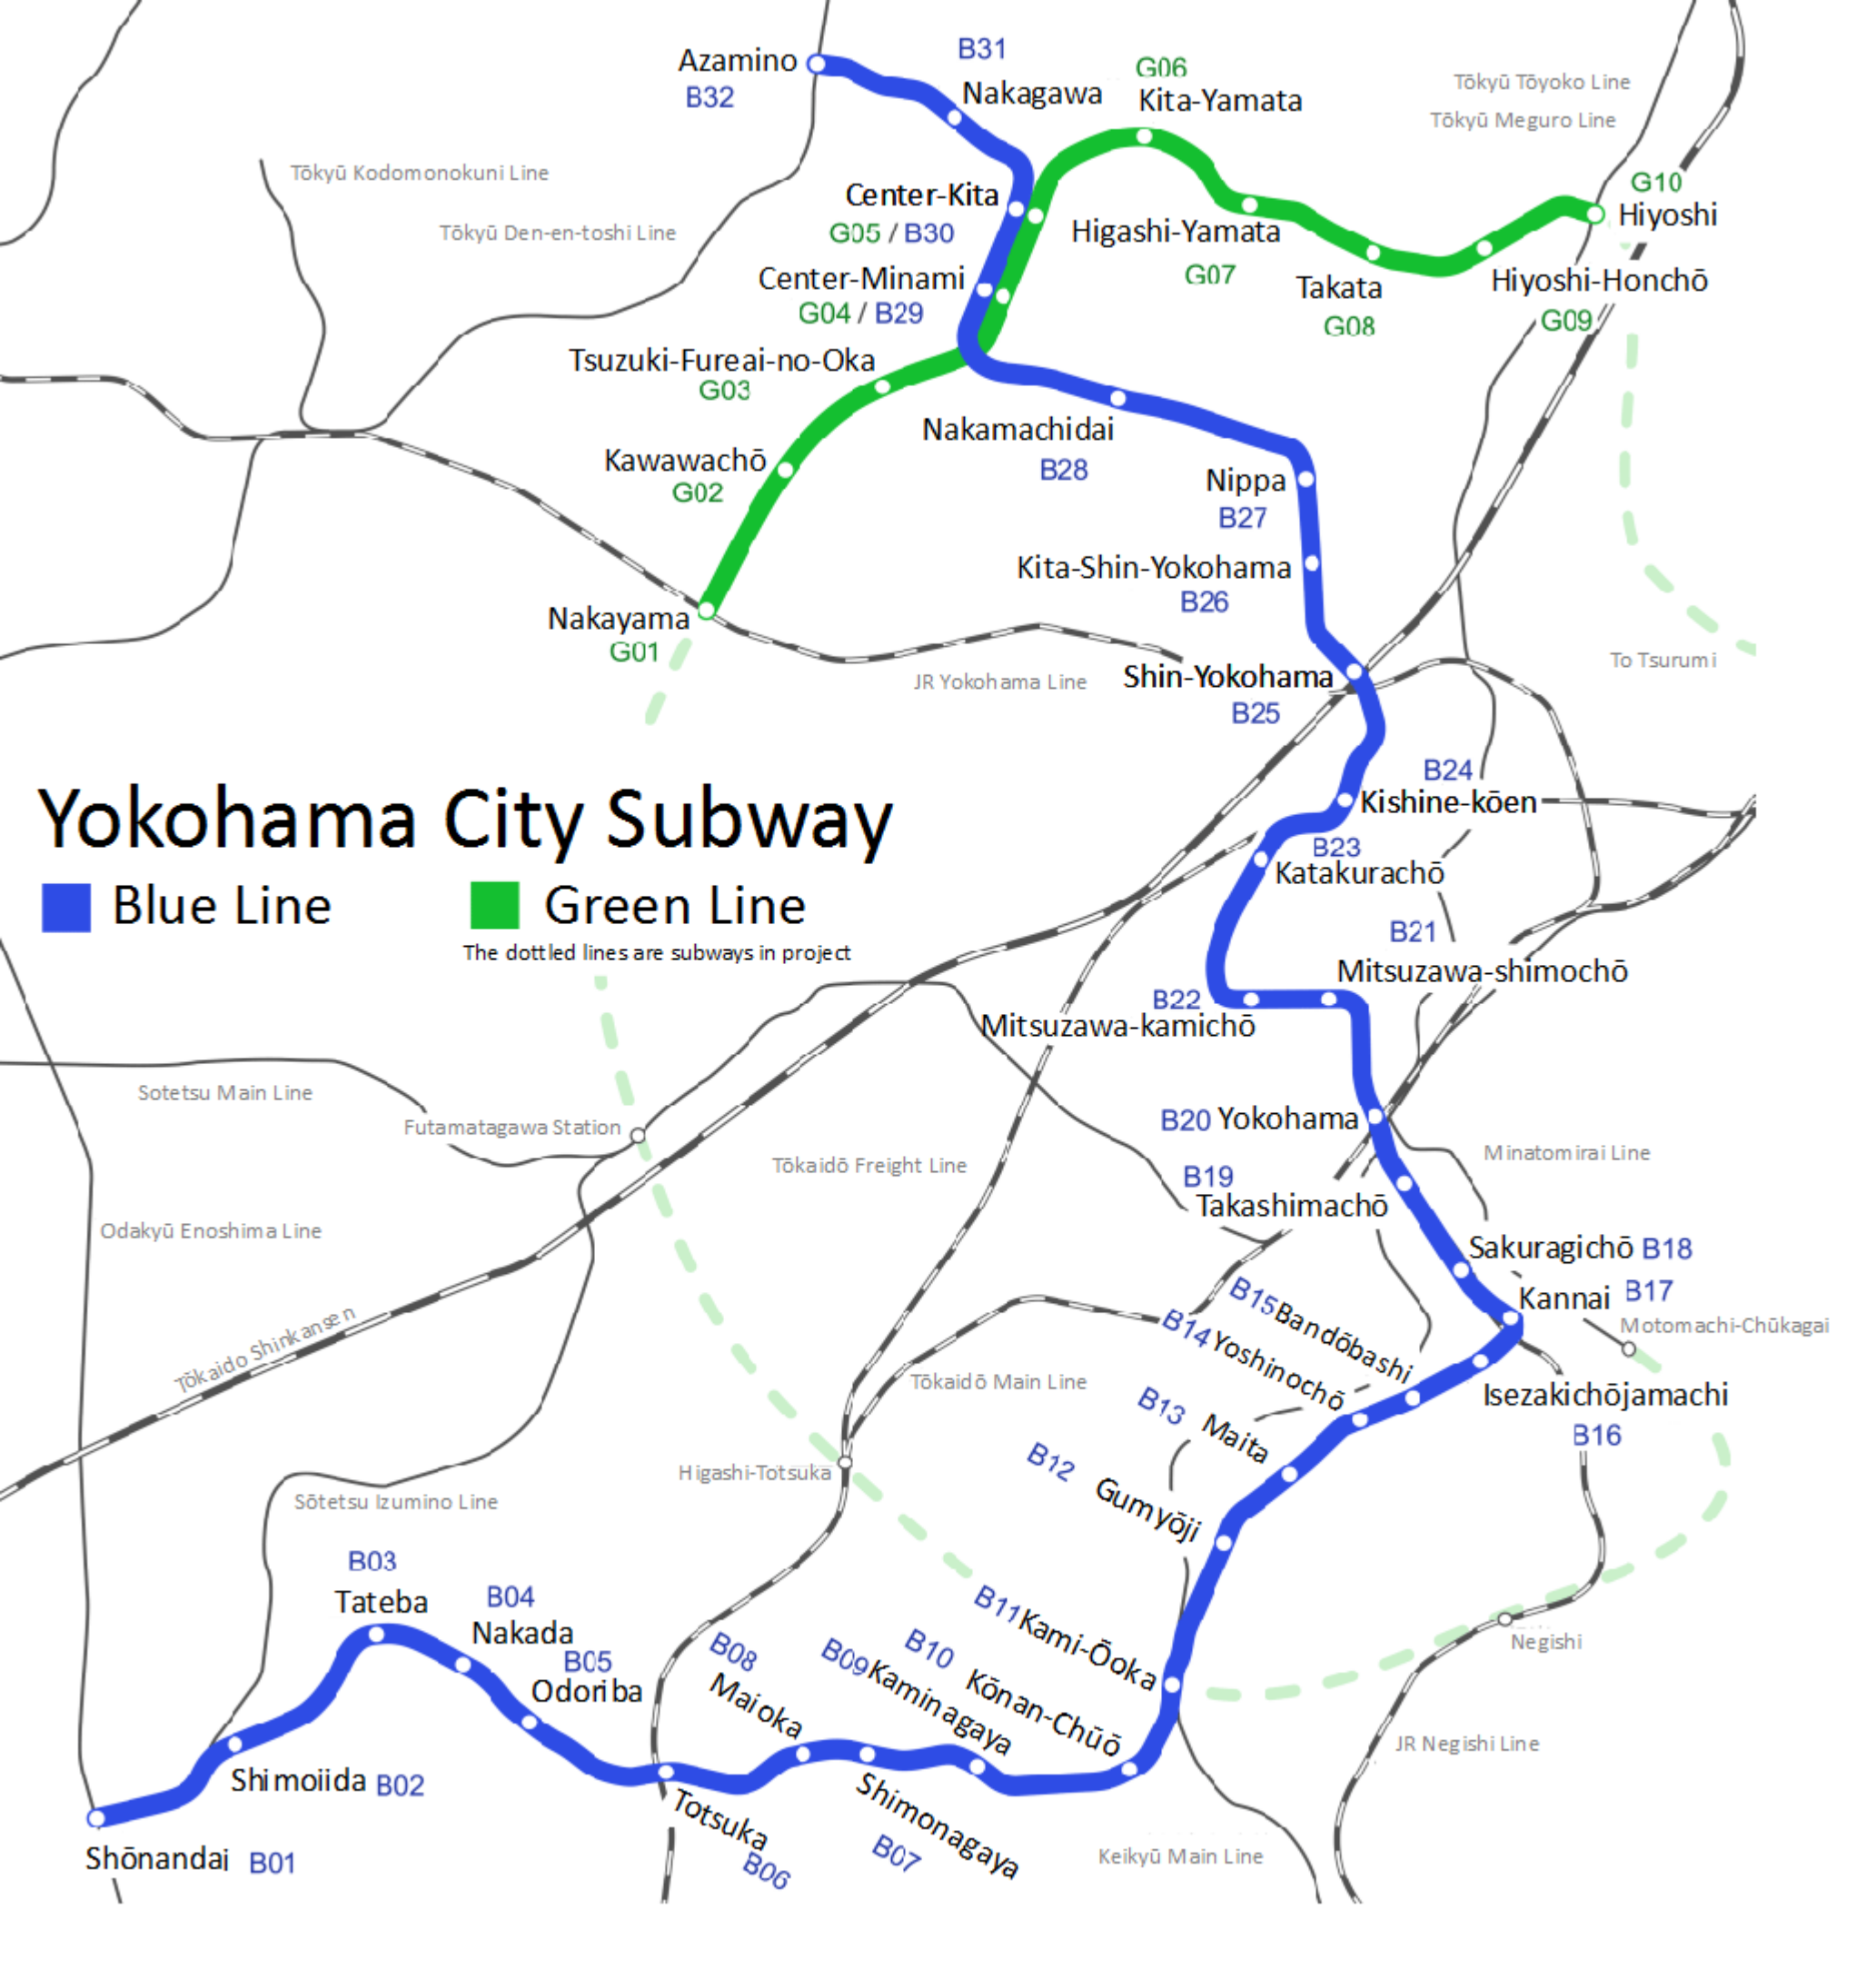 Azamino
B32
B31
Nakagawa
G06
Kita-Yamata
Tōkyū Tōyoko Line
Tōkyū Meguro Line
Tōkyū Kodomonokuni Line
Tōkyū Den-en-toshi Line
Center-Kita
G05 / B30
Higashi-Yamata
G07
G10
Hiyoshi
Center-Minami
G04 / B29
Takata
G08
Hiyoshi-Honchō
G09
Tsuzuki-Fureai-no-Oka
G03
Nakamachidai
B28
Kawawachō
G02
Nippa
B27
Kita-Shin-Yokohama
B26
Nakayama
G01
JR Yokohama Line
Shin-Yokohama
B25
To Tsurumi
Yokohama City Subway
Blue Line
Green Line
The dottled lines are subways in project
B24
Kishine-kōen
B23
Katakurachō
B21
Mitsuzawa-shimochō
B22
Mitsuzawa-kamichō
Sotetsu Main Line
Futamatagawa Station
B20 Yokohama
Tōkaidō Freight Line
Minatomirai Line
B19
Takashimachō
Odakyū Enoshima Line
Sakuragichō B18
Kannai B17
Motomachi-Chūkagai
Tōkaido Shinkansen
B15 Bandōbashi
B14 Yoshinochō
Tōkaidō Main Line
Isezakichōjamachi
B16
B13 Maita
B12 Gumyōji
Higashi-Totsuka
Sōtetsu Izumino Line
B03
Tateba
B04
Nakada
B05
Odoriba
B11 Kami-Ōoka
B10 Kōnan-Chūō
B09 Kaminagaya
B08
Maioka
Negishi
JR Negishi Line
Shimoiida B02
Totsuka
B06
Shimonagaya
B07
Keikyū Main Line
Shōnandai B01